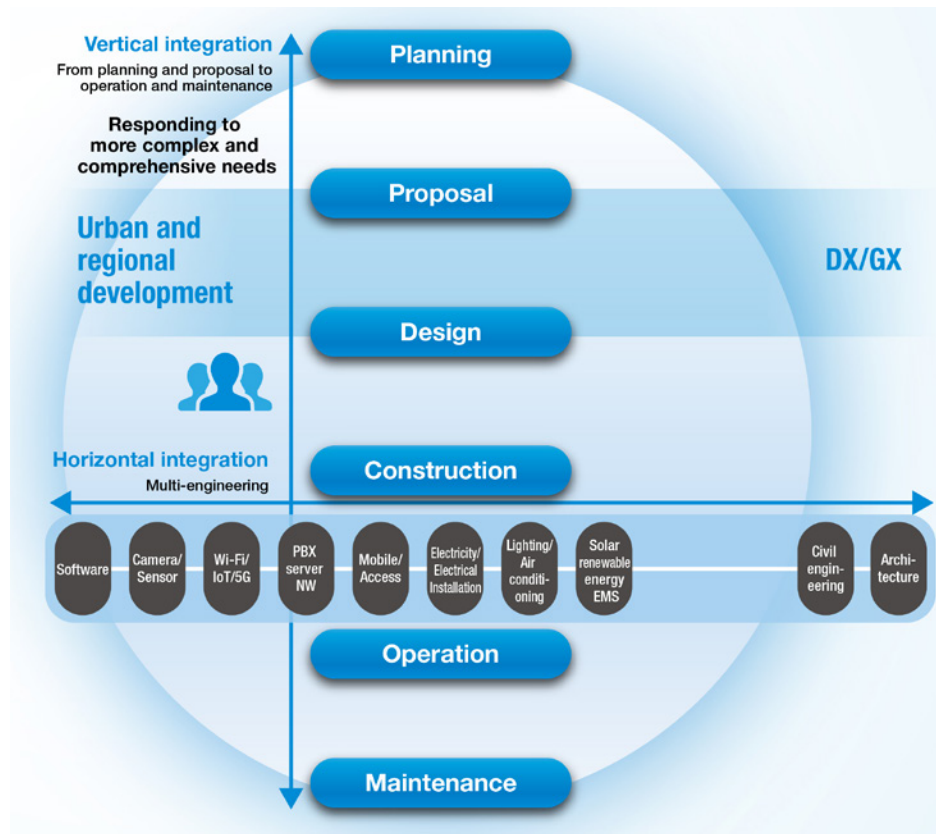 Vertical integration
From planning and proposal to
operation and maintenance
Responding to
more complex and
comprehensive needs
Planning
Proposal
Urban and
regional
development
DX/GX
Design
Horizontal integration
Multi-engineering
Construction
Software
Camera/
Sensor
Wi-Fi/
IoT/5G
PBX
server
NW
Mobile/
Access
Electricity/
Electrical
Installation
Lighting/
Air
conditi-
oning
Solar
renewable
energy
EMS
Civil
engin-
eering
Archi-
tecture
Operation
Maintenance